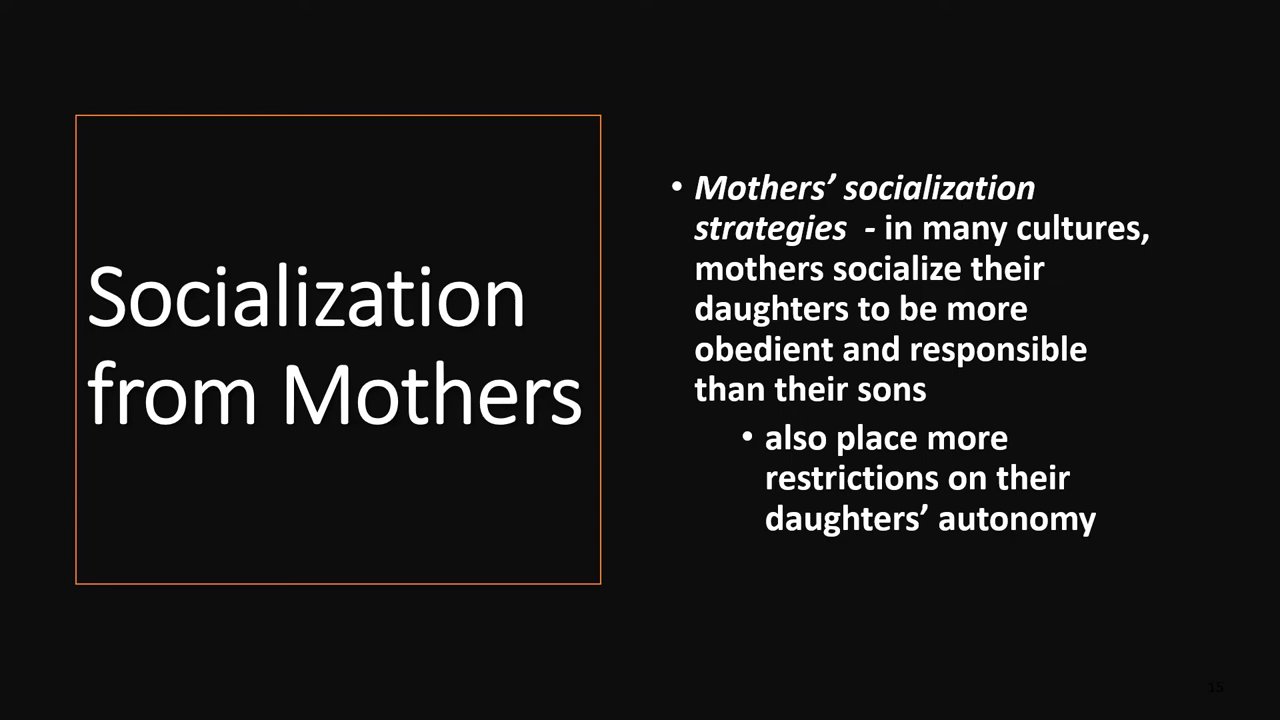 Socialization
from Mothers
• Mothers’ socialization
strategies - in many cultures,
mothers socialize their
daughters to be more
obedient and responsible
than their sons
• also place more
restrictions on their
daughters’ autonomy
15